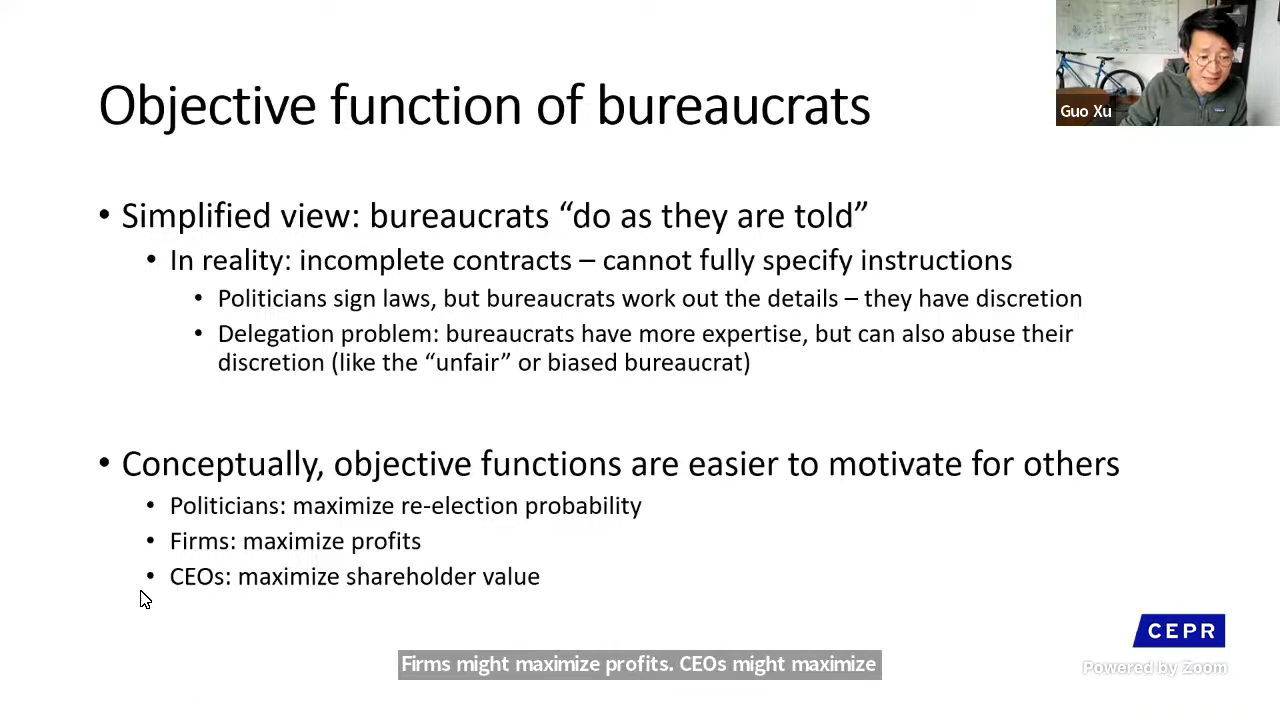 Objective function of bureaucrats
Guo Xu
• Simplified view: bureaucrats “do as they are told”
• In reality: incomplete contracts – cannot fully specify instructions
• Politicians sign laws, but bureaucrats work out the details – they have discretion
• Delegation problem: bureaucrats have more expertise, but can also abuse their
discretion (like the “unfair” or biased bureaucrat)
• Conceptually, objective functions are easier to motivate for others
• Politicians: maximize re-election probability
• Firms: maximize profits
• CEOs: maximize shareholder value
CEPR
Powered by Zoom
Firms might maximize profits. CEOs might maximize